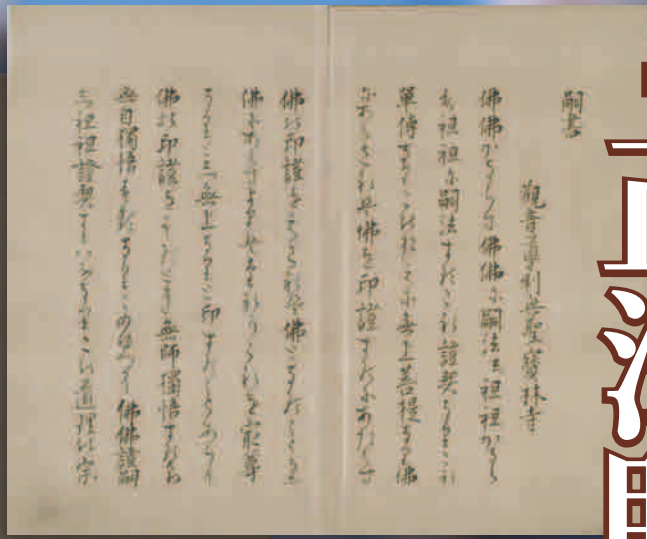 嗣書
觀音導利興聖寶林寺
佛佛かならす佛佛に嗣法し祖祖かなら
す祖祖に嗣法するこれ證契なりこれ
單傳なりこのゆゑに無上菩提なり佛
にあらされは佛を印證するにあたはす
佛の印證をえされは佛となることなし
佛にあらすよりはたれかこれを最尊
なりとし無上なりと印することあらん
佛の印證をうるとき無師獨悟するなり
無自獨悟するなりこのゆゑに佛佛證嗣
し祖祖證契すといふなりこの道理の宗